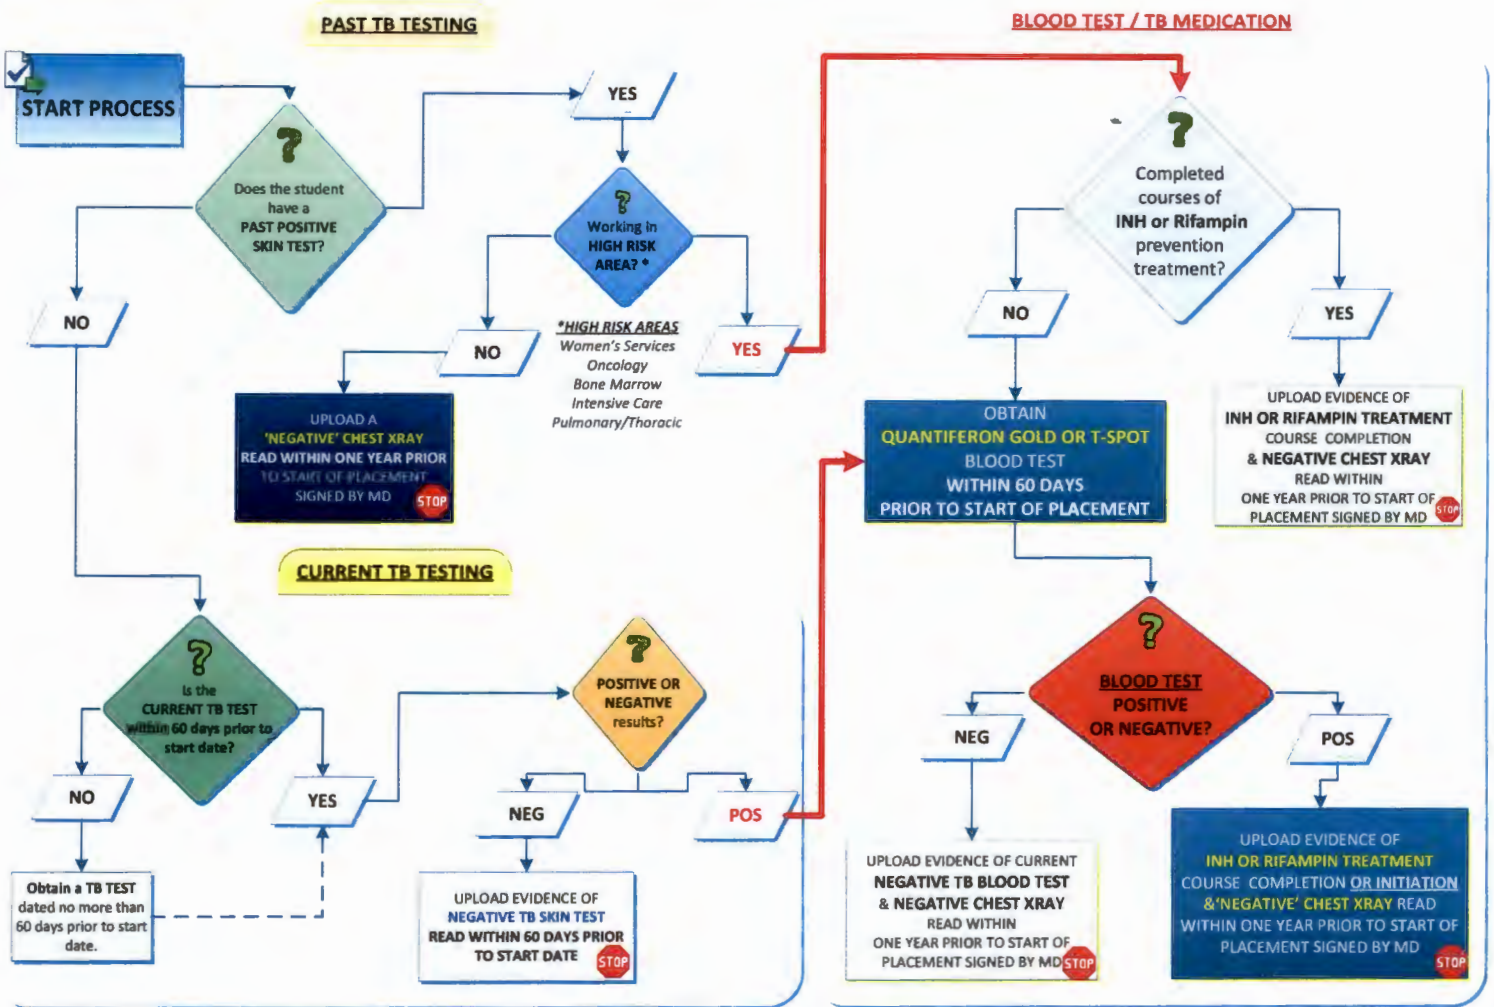 PAST TB TESTING
BLOOD TEST / TB MEDICATION
START PROCESS
?
Does the student
have a
PAST POSITIVE
SKIN TEST?
YES
?
Working in
HIGH RISK
AREA? *
NO
NO
YES
*HIGH RISK AREAS
Women's Services
Oncology
Bone Marrow
Intensive Care
Pulmonary/Thoracic
UPLOAD A
'NEGATIVE' CHEST XRAY
READ WITHIN ONE YEAR PRIOR
TO START OF PLACEMENT
SIGNED BY MD
STOP
?
Completed
courses of
INH or Rifampin
prevention
treatment?
NO
YES
OBTAIN
QUANTIFERON GOLD OR T-SPOT
BLOOD TEST
WITHIN 60 DAYS
PRIOR TO START OF PLACEMENT
UPLOAD EVIDENCE OF
INH OR RIFAMPIN TREATMENT
COURSE COMPLETION
& NEGATIVE CHEST XRAY
READ WITHIN
ONE YEAR PRIOR TO START OF
PLACEMENT SIGNED BY MD
STOP
CURRENT TB TESTING
?
Is the
CURRENT TB TEST
within 60 days prior to
start date?
NO
YES
Obtain a TB TEST
dated no more than
60 days prior to start
date.
?
POSITIVE OR
NEGATIVE
results?
NEG
POS
UPLOAD EVIDENCE OF
NEGATIVE TB SKIN TEST
READ WITHIN 60 DAYS PRIOR
TO START DATE
STOP
?
BLOOD TEST
POSITIVE
OR NEGATIVE?
NEG
POS
UPLOAD EVIDENCE OF CURRENT
NEGATIVE TB BLOOD TEST
& NEGATIVE CHEST XRAY
READ WITHIN
ONE YEAR PRIOR TO START OF
PLACEMENT SIGNED BY MD
STOP
UPLOAD EVIDENCE OF
INH OR RIFAMPIN TREATMENT
COURSE COMPLETION OR INITIATION
&'NEGATIVE' CHEST XRAY READ
WITHIN ONE YEAR PRIOR TO START OF
PLACEMENT SIGNED BY MD
STOP